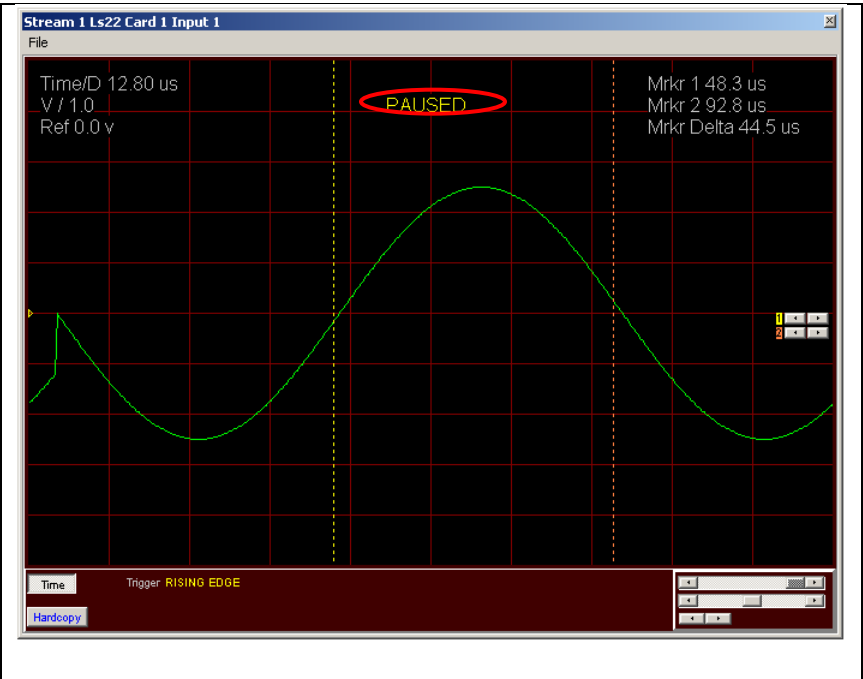 Stream 1 Ls22 Card 1 Input 1
File
Time/D 12.80 us
V / 1.0
Ref 0.0 v
PAUSED
Mrkr 1 48.3 us
Mrkr 2 92.8 us
Mrkr Delta 44.5 us
1
2
Time
Trigger RISING EDGE
Hardcopy